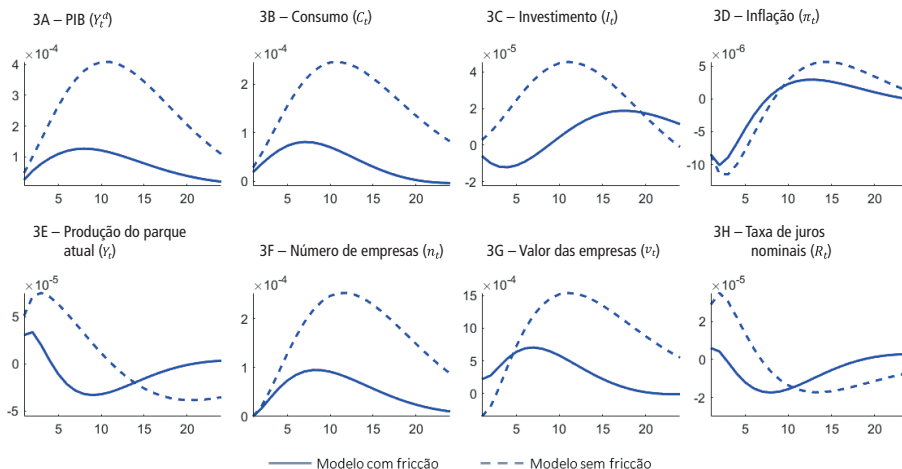 3A – PIB (Y_t^d)
3B – Consumo (C_t)
3C – Investimento (I_t)
3D – Inflação (π_t)
×10⁻⁴
4
3
2
1
5 10 15 20
×10⁻⁴
2
1
0
5 10 15 20
×10⁻⁵
4
2
0
-2
5 10 15 20
×10⁻⁶
5
0
-5
-10
5 10 15 20
3E – Produção do parque
atual (Y_t)
3F – Número de empresas (n_t)
3G – Valor das empresas (v_t)
3H – Taxa de juros
nominais (R_t)
×10⁻⁵
5
0
-5
5 10 15 20
×10⁻⁴
2
1
0
5 10 15 20
×10⁻⁴
15
10
5
0
5 10 15 20
×10⁻⁵
2
0
-2
5 10 15 20
Modelo com fricção
Modelo sem fricção